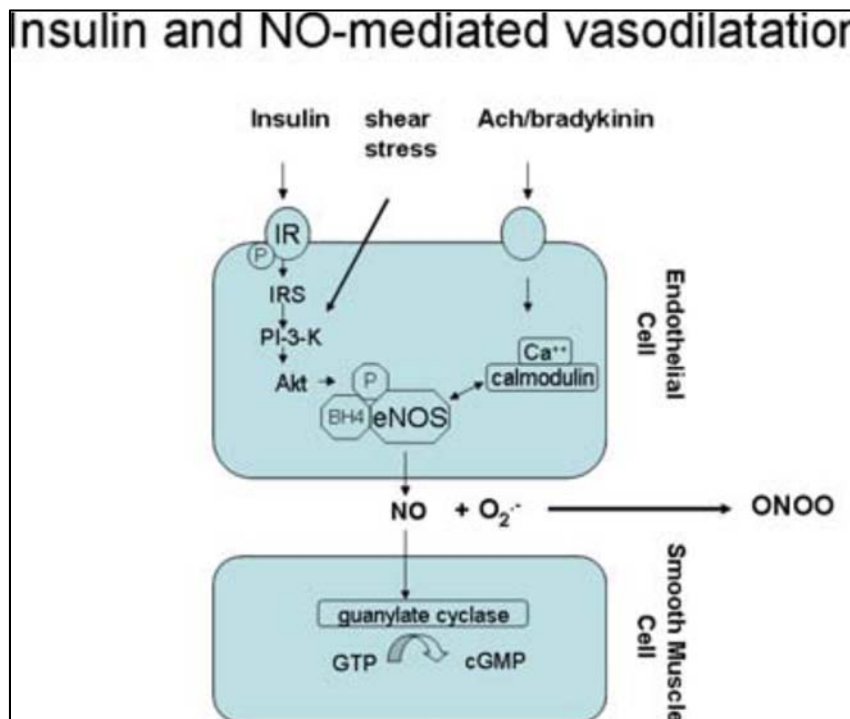 Insulin and NO-mediated vasodilatation
Insulin
shear
stress
Ach/bradykinin
IR
P
IRS
PI-3-K
Akt
P
BH4
eNOS
Ca⁺⁺
calmodulin
Endothelial
Cell
NO + O₂·-
ONOO
guanylate cyclase
GTP
cGMP
Smooth Muscle
Cell